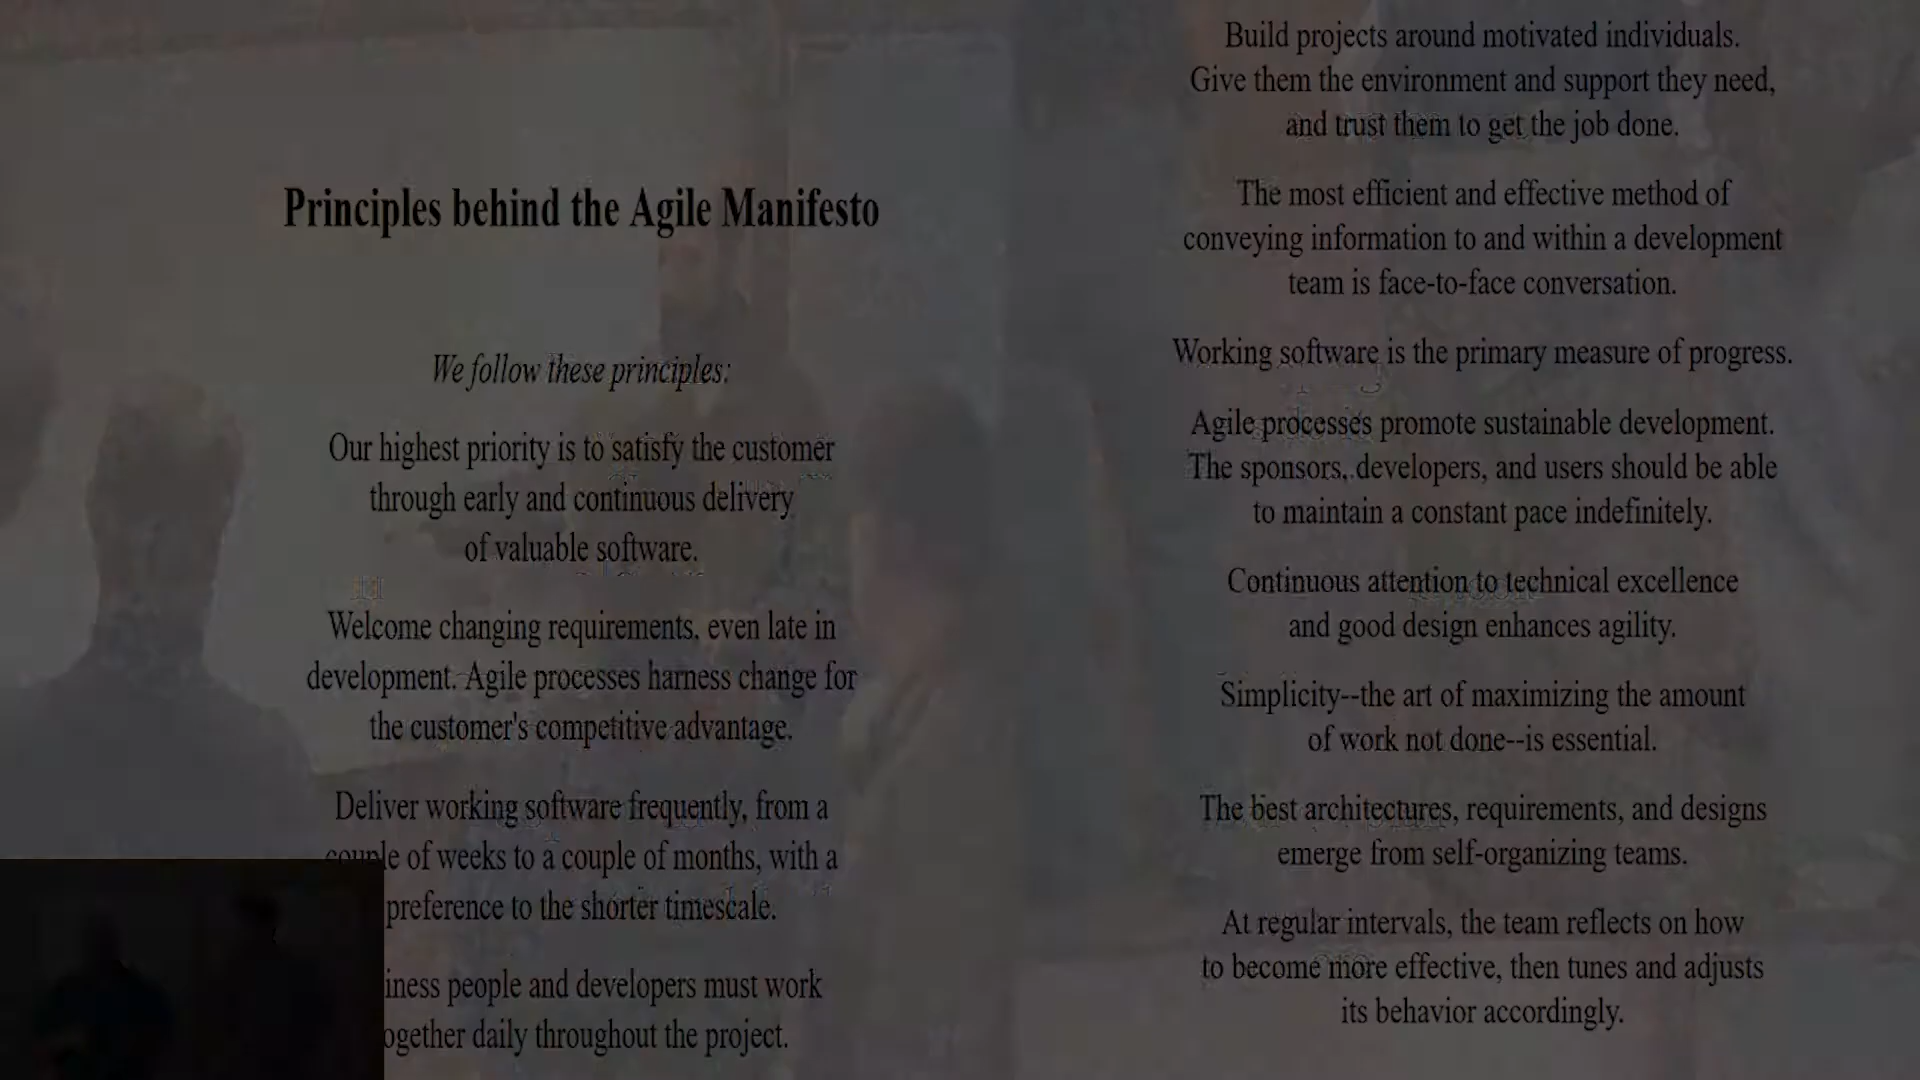 Principles behind the Agile Manifesto
We follow these principles:
Our highest priority is to satisfy the customer
through early and continuous delivery
of valuable software.
Welcome changing requirements, even late in
development. Agile processes harness change for
the customer's competitive advantage.
Deliver working software frequently, from a
couple of weeks to a couple of months, with a
preference to the shorter timescale.
iness people and developers must work
ogether daily throughout the project.
Build projects around motivated individuals.
Give them the environment and support they need,
and trust them to get the job done.
The most efficient and effective method of
conveying information to and within a development
team is face-to-face conversation.
Working software is the primary measure of progress.
Agile processes promote sustainable development.
The sponsors, developers, and users should be able
to maintain a constant pace indefinitely.
Continuous attention to technical excellence
and good design enhances agility.
Simplicity--the art of maximizing the amount
of work not done--is essential.
The best architectures, requirements, and designs
emerge from self-organizing teams.
At regular intervals, the team reflects on how
to become more effective, then tunes and adjusts
its behavior accordingly.